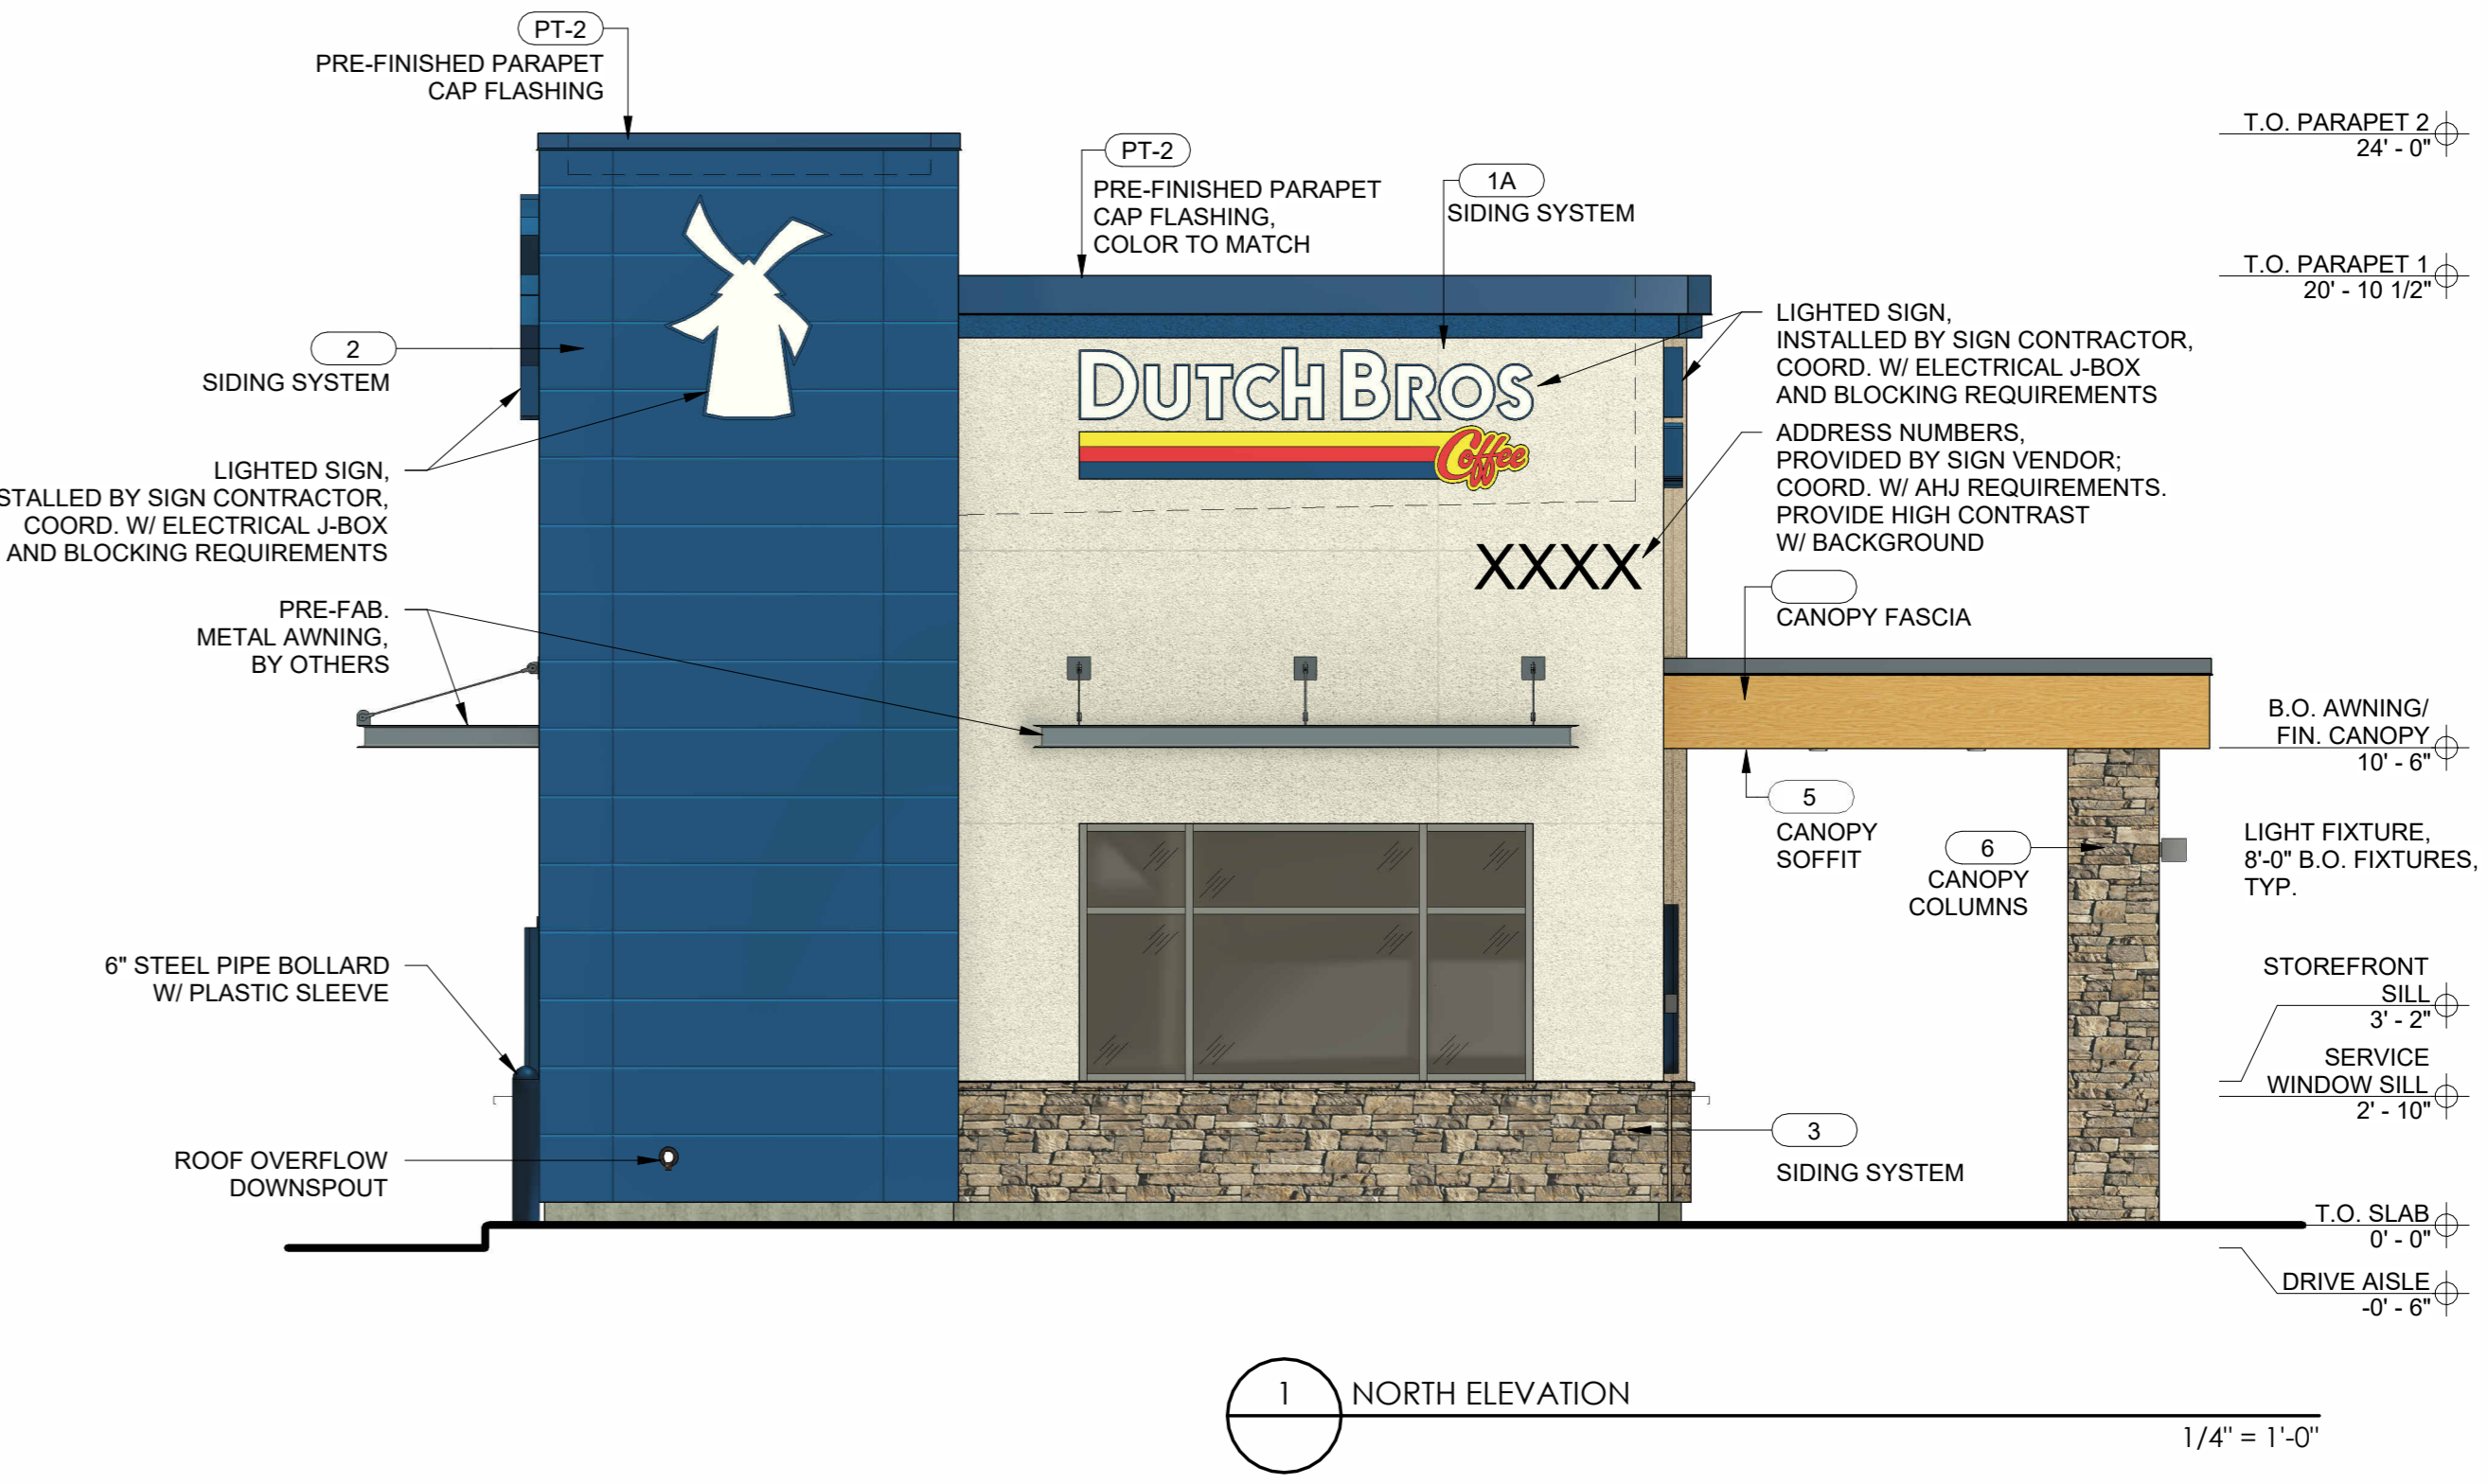 PT-2
PRE-FINISHED PARAPET
CAP FLASHING
PT-2
PRE-FINISHED PARAPET
CAP FLASHING,
COLOR TO MATCH
1A
SIDING SYSTEM
T.O. PARAPET 2
24' - 0"
T.O. PARAPET 1
20' - 10 1/2"
2
SIDING SYSTEM
LIGHTED SIGN,
STALLED BY SIGN CONTRACTOR,
COORD. W/ ELECTRICAL J-BOX
AND BLOCKING REQUIREMENTS
DUTCH BROS
Coffee
XXXX
LIGHTED SIGN,
INSTALLED BY SIGN CONTRACTOR,
COORD. W/ ELECTRICAL J-BOX
AND BLOCKING REQUIREMENTS
ADDRESS NUMBERS,
PROVIDED BY SIGN VENDOR;
COORD. W/ AHJ REQUIREMENTS.
PROVIDE HIGH CONTRAST
W/ BACKGROUND
CANOPY FASCIA
PRE-FAB.
METAL AWNING,
BY OTHERS
B.O. AWNING/
FIN. CANOPY
10' - 6"
5
CANOPY
SOFFIT
6
CANOPY
COLUMNS
LIGHT FIXTURE,
8'-0" B.O. FIXTURES,
TYP.
6" STEEL PIPE BOLLARD
W/ PLASTIC SLEEVE
STOREFRONT
SILL
3' - 2"
SERVICE
WINDOW SILL
2' - 10"
ROOF OVERFLOW
DOWNSPOUT
3
SIDING SYSTEM
T.O. SLAB
0' - 0"
DRIVE AISLE
-0' - 6"
1
NORTH ELEVATION
1/4" = 1'-0"